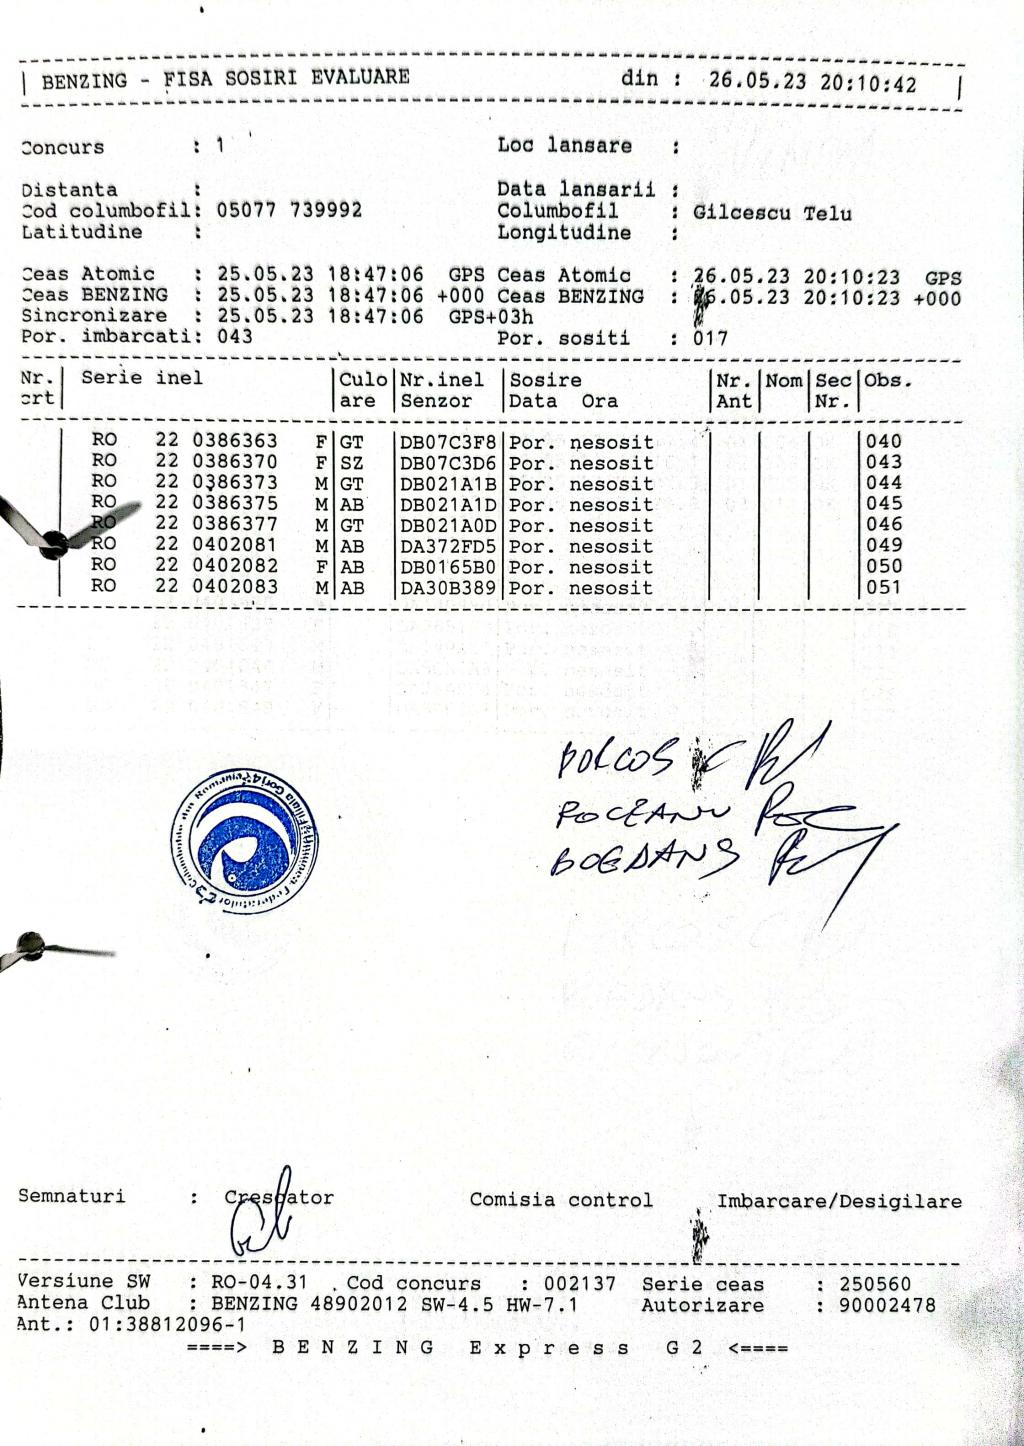 BENZING - FISA SOSIRI EVALUARE din : 26.05.23 20:10:42
Concurs : 1 Loc lansare :
Distanta : Data lansarii :
Cod columbofil: 05077 739992 Columbofil : Gilcescu Telu
Latitudine : Longitudine :
Ceas Atomic : 25.05.23 18:47:06 GPS Ceas Atomic : 26.05.23 20:10:23 GPS
Ceas BENZING : 25.05.23 18:47:06 +000 Ceas BENZING : 26.05.23 20:10:23 +000
Sincronizare : 25.05.23 18:47:06 GPS+03h
Por. imbarcati: 043 Por. sositi : 017
Nr. | Serie inel | Culo | Nr.inel | Sosire | Nr. | Nom | Sec | Obs.
crt | | are | Senzor | Data Ora | Ant | | Nr. |
RO 22 0386363 F | GT | DB07C3F8 | Por. nesosit | | | | 040
RO 22 0386370 F | SZ | DB07C3D6 | Por. nesosit | | | | 043
RO 22 0386373 M | GT | DB021A1B | Por. nesosit | | | | 044
RO 22 0386375 M | AB | DB021A1D | Por. nesosit | | | | 045
RO 22 0386377 M | GT | DB021A0D | Por. nesosit | | | | 046
RO 22 0402081 M | AB | DA372FD5 | Por. nesosit | | | | 049
RO 22 0402082 F | AB | DB0165B0 | Por. nesosit | | | | 050
RO 22 0402083 M | AB | DA30B389 | Por. nesosit | | | | 051
POCEANU
BOGDAN S
Semnaturi : Crescator Comisia control Imbarcare/Desigilare
Versiune SW : RO-04.31 Cod concurs : 002137 Serie ceas : 250560
Antena Club : BENZING 48902012 SW-4.5 HW-7.1 Autorizare : 90002478
Ant.: 01:38812096-1
====> B E N Z I N G E x p r e s s G 2 <====